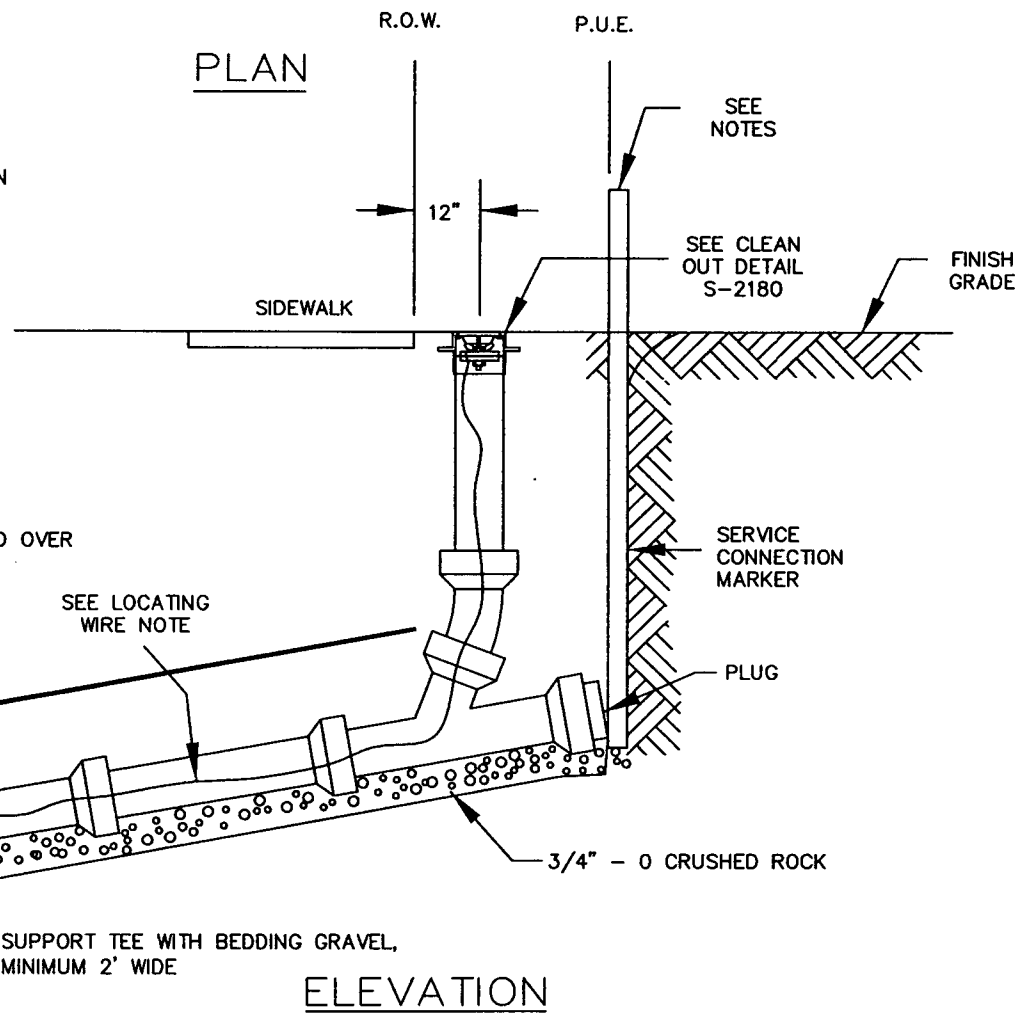 R.O.W.
P.U.E.
PLAN
SEE
NOTES
12"
SEE CLEAN
OUT DETAIL
S-2180
FINISH
GRADE
SIDEWALK
OVER
SERVICE
CONNECTION
MARKER
SEE LOCATING
WIRE NOTE
PLUG
3/4" - 0 CRUSHED ROCK
SUPPORT TEE WITH BEDDING GRAVEL,
MINIMUM 2' WIDE
ELEVATION